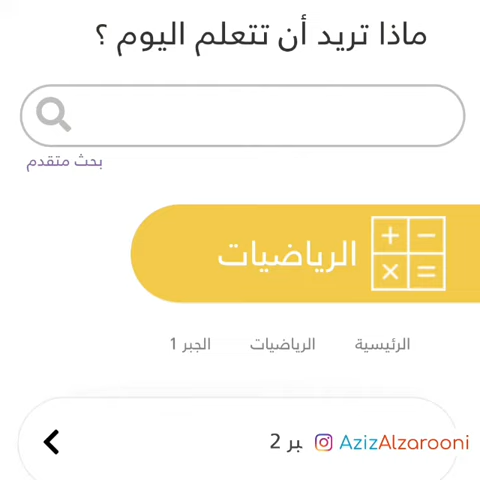 ماذا تريد أن تتعلم اليوم ؟
بحث متقدم
الرياضيات
الرئيسية الرياضيات الجبر 1
بر 2 AzizAlzarooni